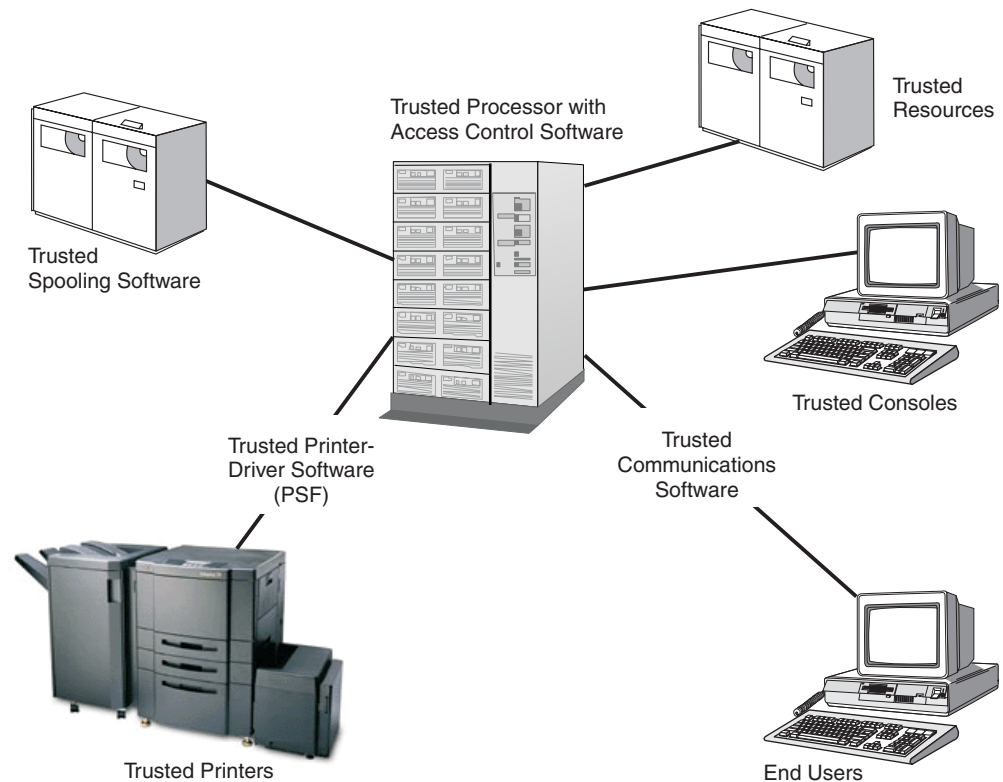 Trusted Processor with
Access Control Software
Trusted
Resources
Trusted
Spooling Software
Trusted Consoles
Trusted Printer-
Driver Software
(PSF)
Trusted
Communications
Software
Trusted Printers
End Users